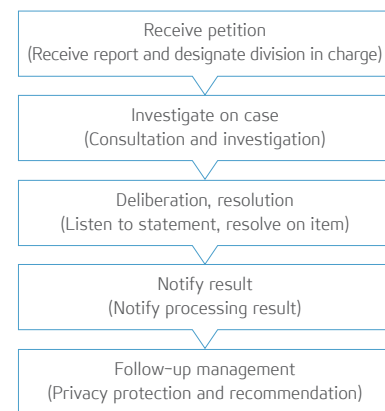 Receive petition
(Receive report and designate division in charge)
Investigate on case
(Consultation and investigation)
Deliberation, resolution
(Listen to statement, resolve on item)
Notify result
(Notify processing result)
Follow-up management
(Privacy protection and recommendation)